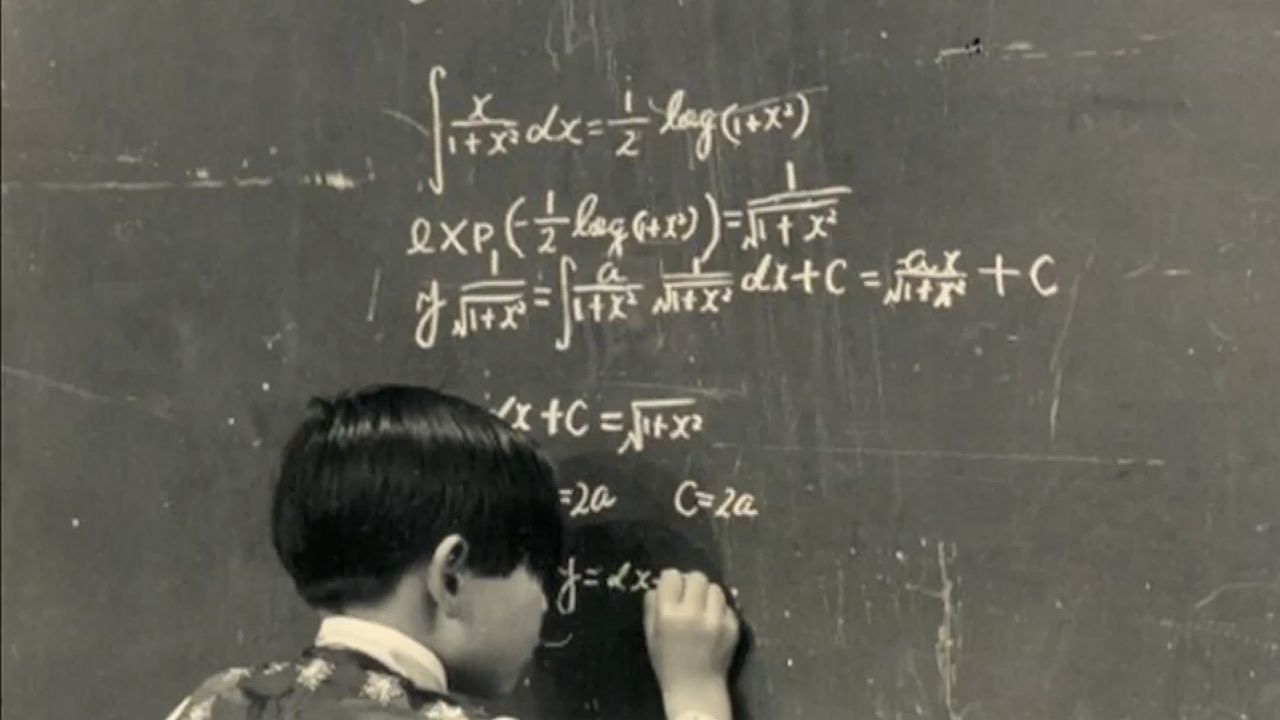 ∫ x/(1+x²) dx = 1/2 log(1+x²)
exp(-1/2 log(1+x²)) = 1/√(1+x²)
y 1/√(1+x²) = ∫ a/(1+x²) 1/√(1+x²) dx + C = ax/√(1+x²) + C
x + C = √(1+x²)
=2a C=2a
y = αx